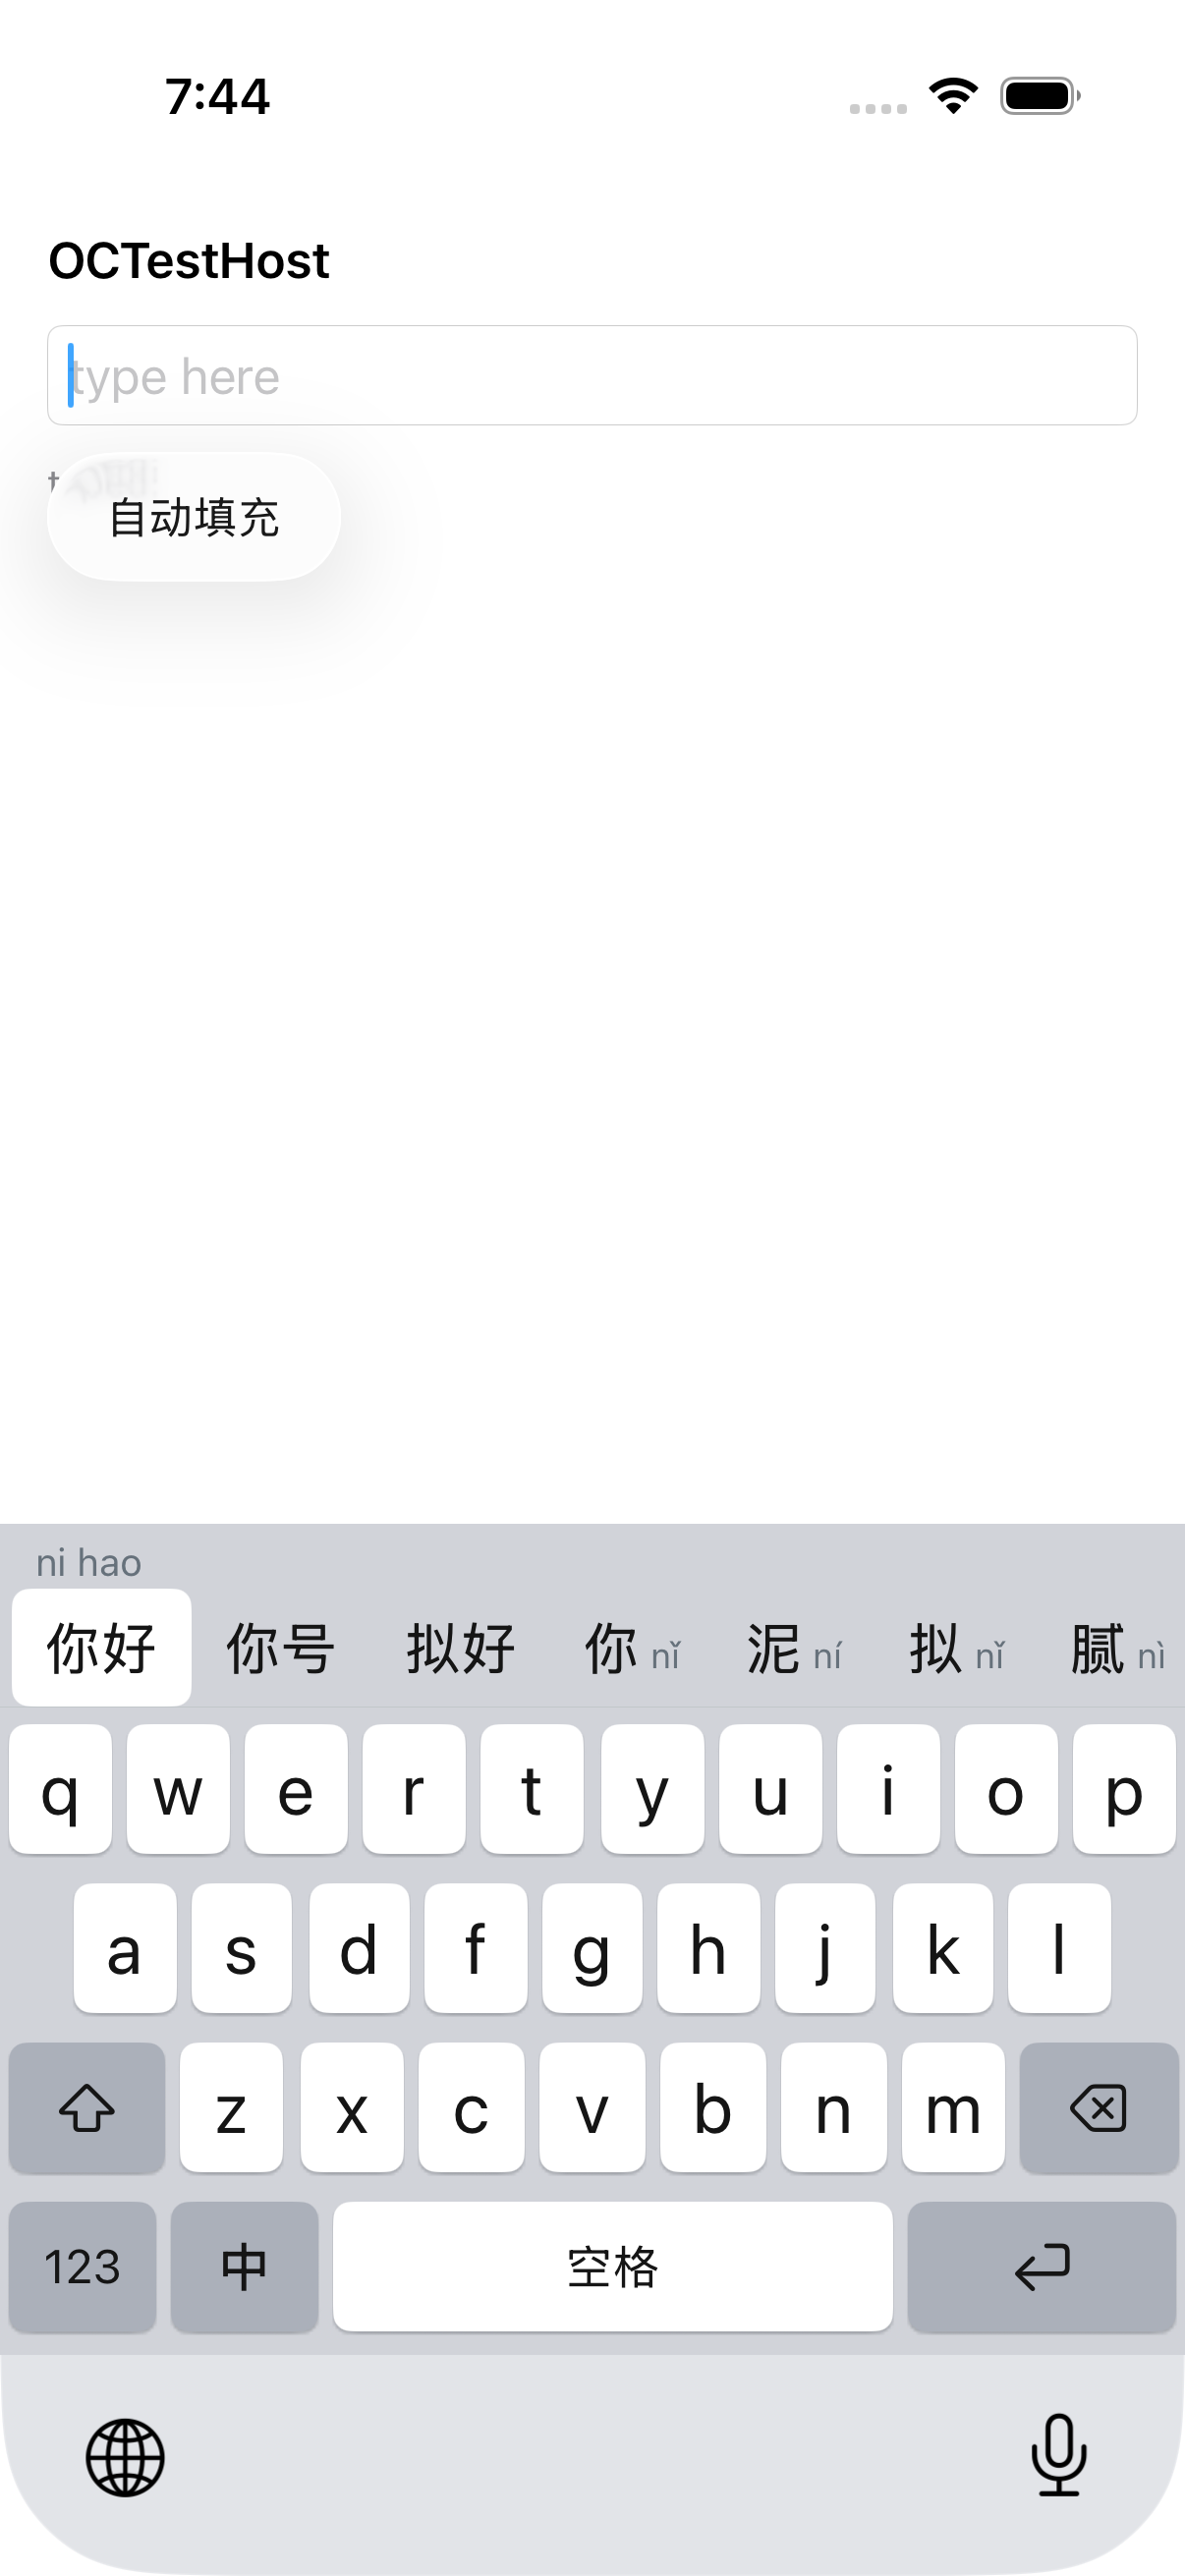 7:44
OCTestHost
type here
自动填充
ni hao
你好 你号 拟好 你 nǐ 泥 ní 拟 nǐ 腻 nì
q w e r t y u i o p
a s d f g h j k l
z x c v b n m
123 中 空格